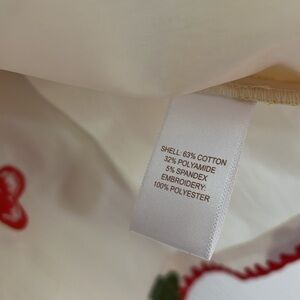 SHELL: 63% COTTON
32% POLYAMIDE
5% SPANDEX
EMBROIDERY:
100% POLYESTER